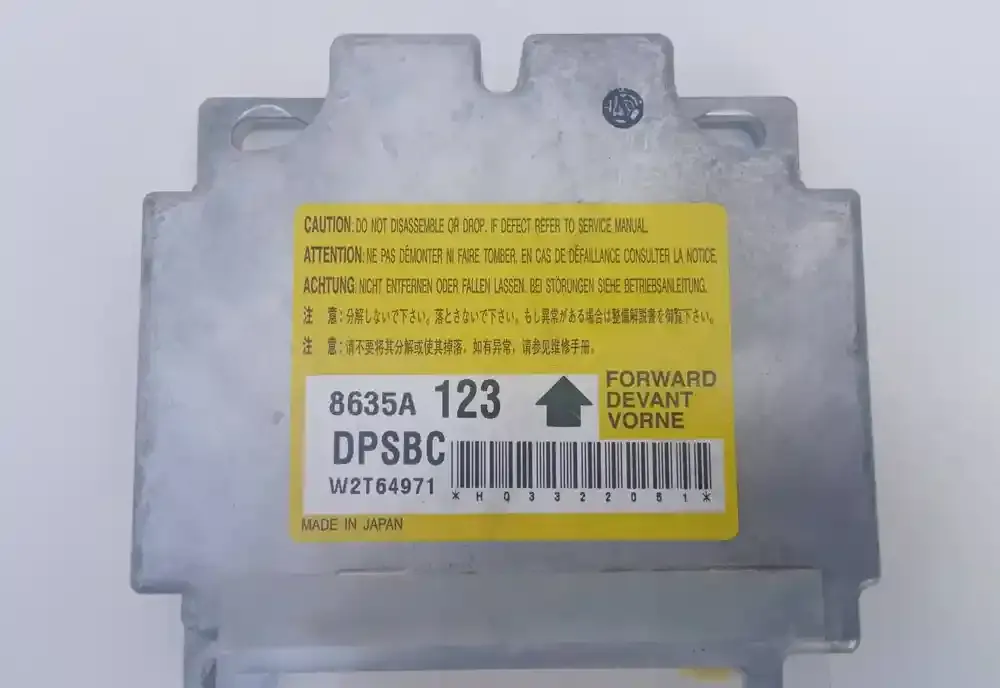 CAUTION: DO NOT DISASSEMBLE OR DROP. IF DEFECT REFER TO SERVICE MANUAL.
ATTENTION: NE PAS DÉMONTER NI FAIRE TOMBER. EN CAS DE DÉFAILLANCE CONSULTER LA NOTICE.
ACHTUNG: NICHT ENTFERNEN ODER FALLEN LASSEN. BEI STÖRUNGEN SIEHE BETRIEBSANLEITUNG.
注 意:分解しないで下さい。落とさないで下さい。もし異常がある場合は整備解説書を御覧下さい。
注 意:请不要将其分解或使其掉落。如有异常,请参见维修手册。
8635A 123
FORWARD
DEVANT
VORNE
DPSBC
W2T64971
*H03322051*
MADE IN JAPAN